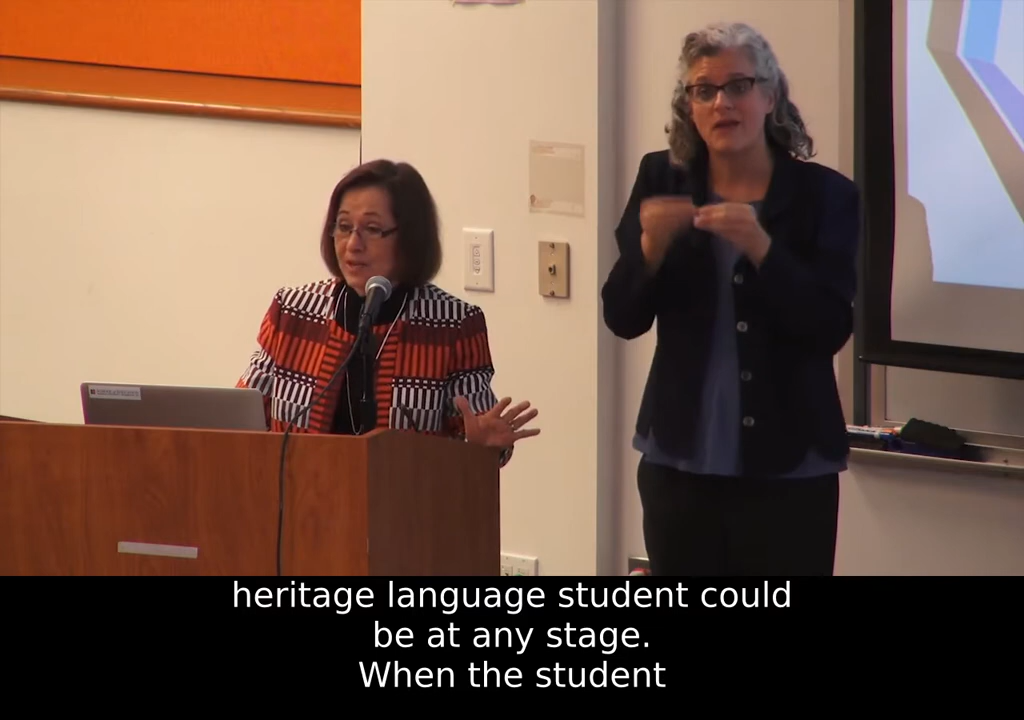 heritage language student could
be at any stage.
When the student